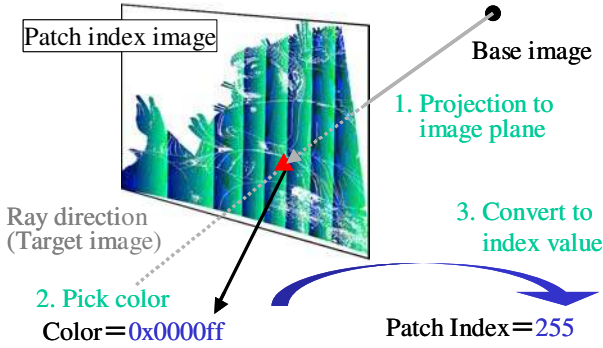 Patch index image
Base image
1. Projection to
image plane
Ray direction
(Target image)
3. Convert to
index value
2. Pick color
Color=0x0000ff
Patch Index=255